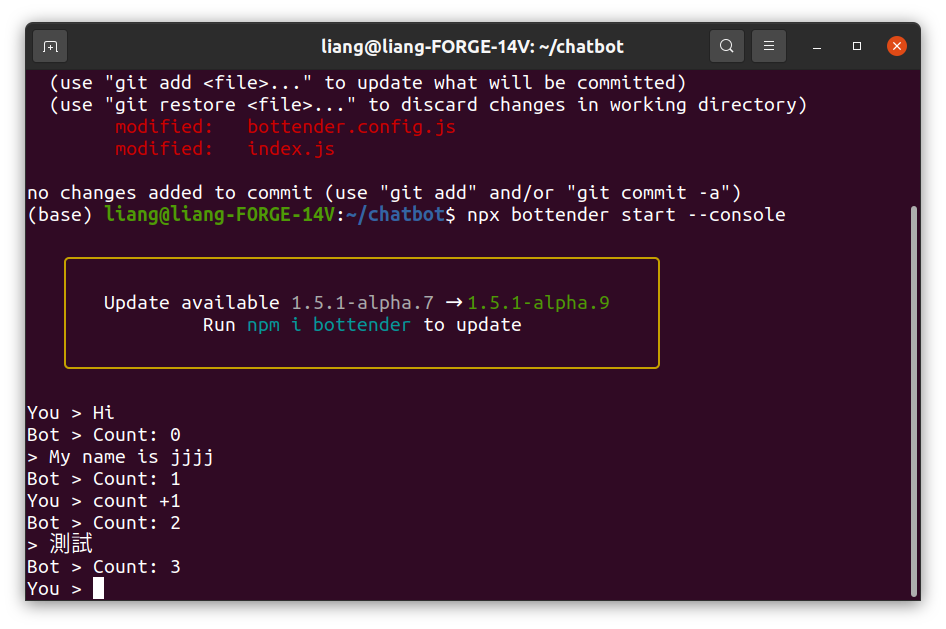 liang@liang-FORGE-14V: ~/chatbot
(use "git add <file>..." to update what will be committed)
(use "git restore <file>..." to discard changes in working directory)
modified:   bottender.config.js
modified:   index.js
no changes added to commit (use "git add" and/or "git commit -a")
(base) liang@liang-FORGE-14V:~/chatbot$ npx bottender start --console
Update available 1.5.1-alpha.7 → 1.5.1-alpha.9
Run npm i bottender to update
You > Hi
Bot > Count: 0
> My name is jjjj
Bot > Count: 1
You > count +1
Bot > Count: 2
> 測試
Bot > Count: 3
You >